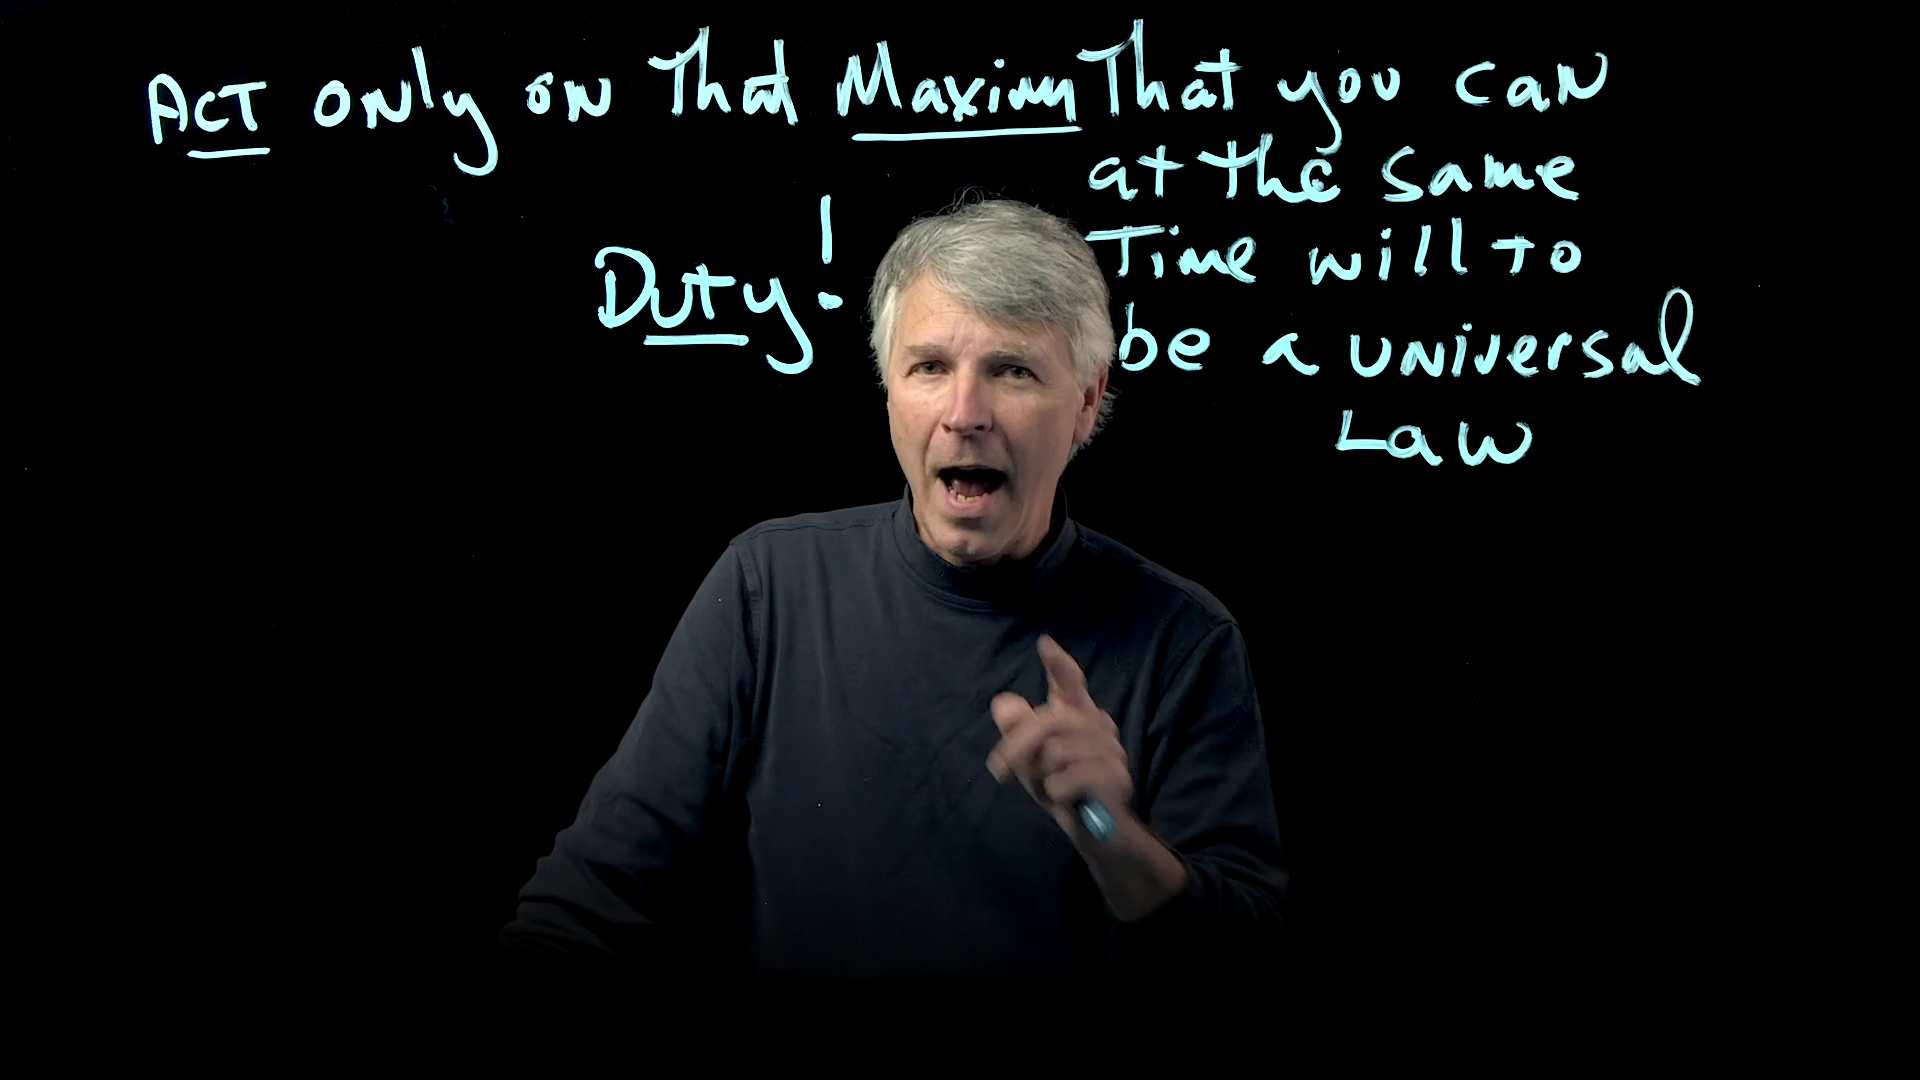 ACT only on That Maxim That you can
at the same
Time will to
be a universal
Law
Duty!